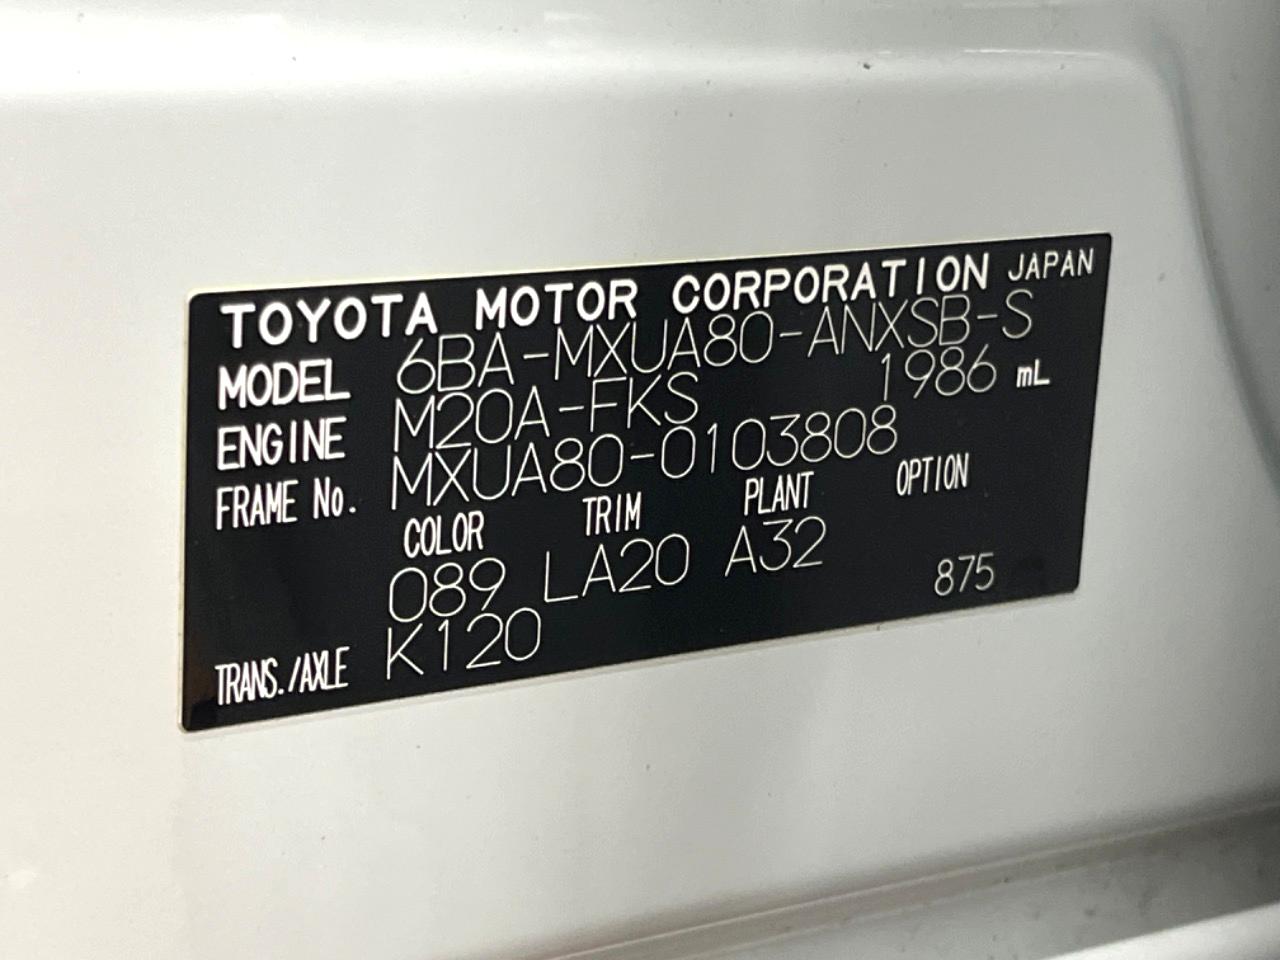 TOYOTA MOTOR CORPORATION JAPAN
MODEL 6BA-MXUA80-ANXSB-S
ENGINE M20A-FKS 1986 mL
FRAME No. MXUA80-0103808
COLOR TRIM PLANT OPTION
089 LA20 A32 875
TRANS./AXLE K120